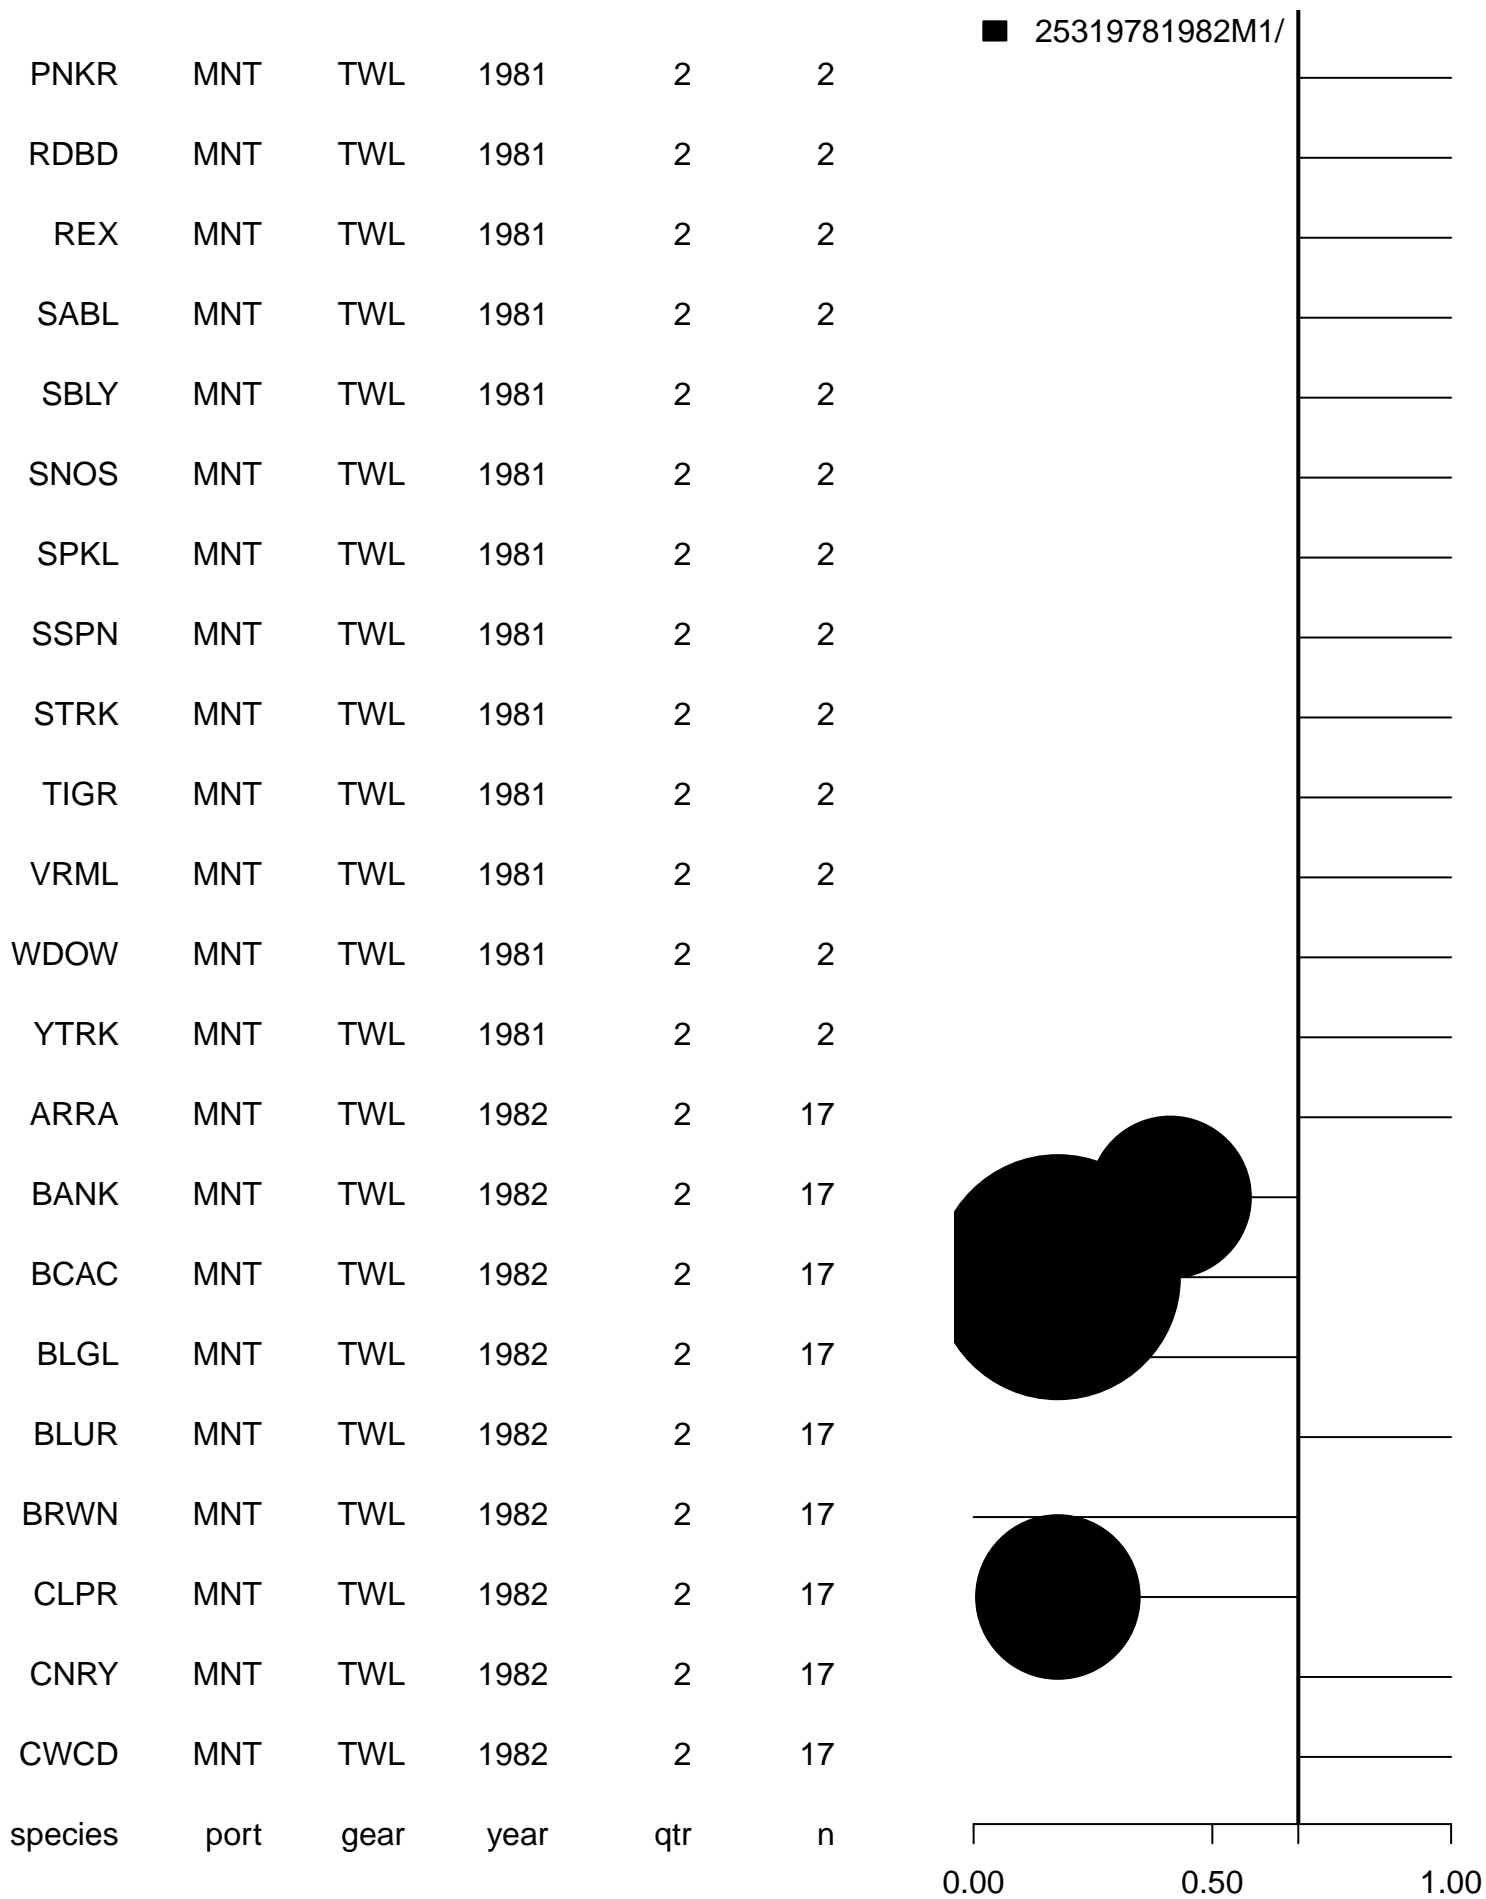 25319781982M1/
PNKR MNT TWL 1981 2 2
RDBD MNT TWL 1981 2 2
REX MNT TWL 1981 2 2
SABL MNT TWL 1981 2 2
SBLY MNT TWL 1981 2 2
SNOS MNT TWL 1981 2 2
SPKL MNT TWL 1981 2 2
SSPN MNT TWL 1981 2 2
STRK MNT TWL 1981 2 2
TIGR MNT TWL 1981 2 2
VRML MNT TWL 1981 2 2
WDOW MNT TWL 1981 2 2
YTRK MNT TWL 1981 2 2
ARRA MNT TWL 1982 2 17
BANK MNT TWL 1982 2 17
BCAC MNT TWL 1982 2 17
BLGL MNT TWL 1982 2 17
BLUR MNT TWL 1982 2 17
BRWN MNT TWL 1982 2 17
CLPR MNT TWL 1982 2 17
CNRY MNT TWL 1982 2 17
CWCD MNT TWL 1982 2 17
species port gear year qtr n
0.00 0.50 1.00